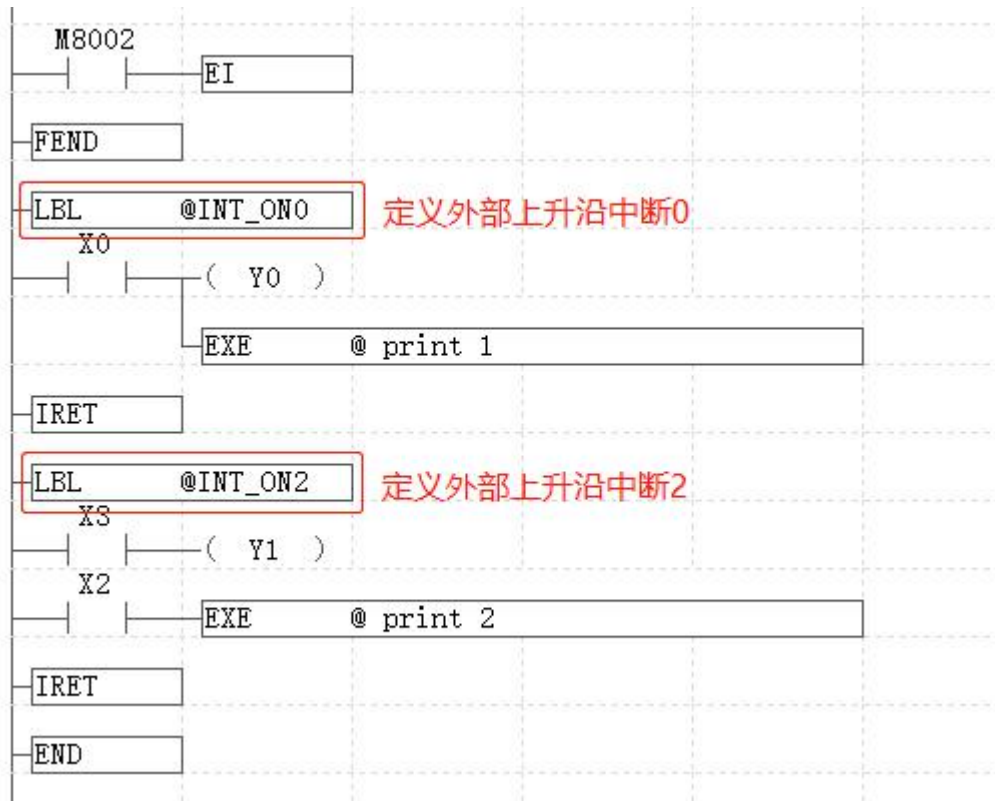 M8002
EI
FEND
LBL @INT_ON0 定义外部上升沿中断0
X0
( Y0 )
EXE @ print 1
IRET
LBL @INT_ON2 定义外部上升沿中断2
X3
( Y1 )
X2
EXE @ print 2
IRET
END